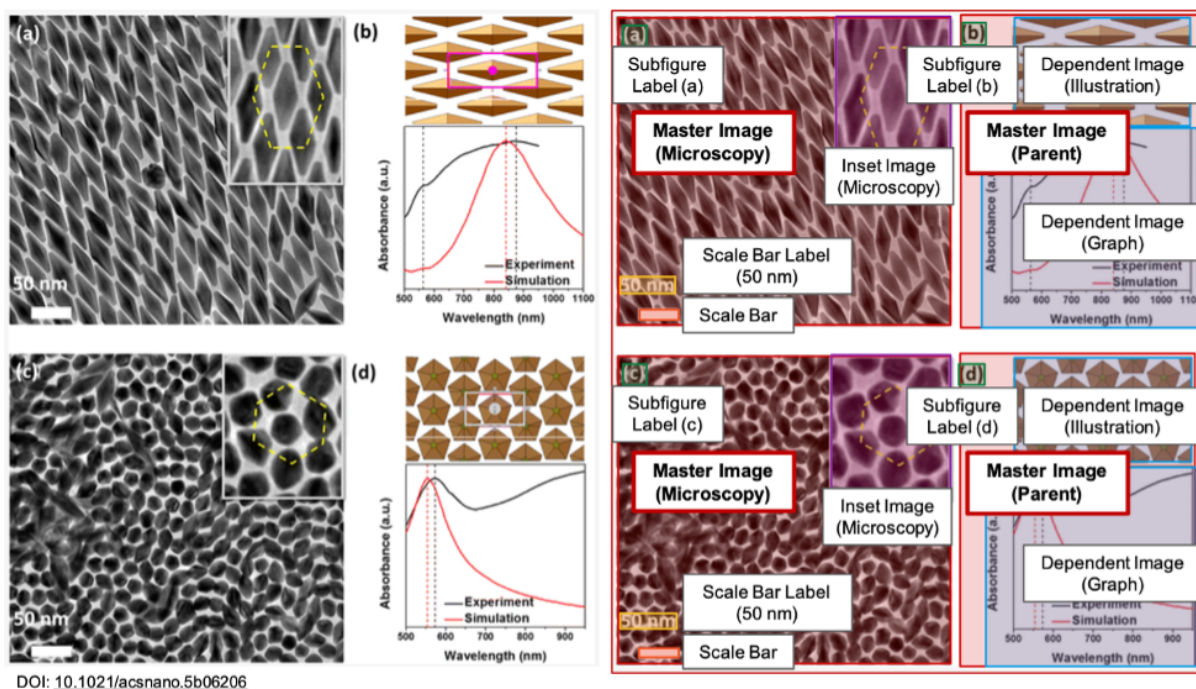 (a)
50 nm
(b)
Absorbance (a.u.)
Experiment
Simulation
500 600 700 800 900 1000 1100
Wavelength (nm)
(c)
50 nm
(d)
Absorbance (a.u.)
Experiment
Simulation
500 600 700 800 900
Wavelength (nm)
DOI: 10.1021/acsnano.5b06206
(a)
Subfigure
Label (a)
Master Image
(Microscopy)
Inset Image
(Microscopy)
Scale Bar Label
(50 nm)
50 nm
Scale Bar
(b)
Subfigure
Label (b)
Dependent Image
(Illustration)
Master Image
(Parent)
Dependent Image
(Graph)
Absorbance (a.u.)
Experiment
Simulation
500 600 700 800 900 1000 1100
Wavelength (nm)
(c)
Subfigure
Label (c)
Master Image
(Microscopy)
Inset Image
(Microscopy)
Scale Bar Label
(50 nm)
50 nm
Scale Bar
(d)
Subfigure
Label (d)
Dependent Image
(Illustration)
Master Image
(Parent)
Dependent Image
(Graph)
Absorbance (a.u.)
Experiment
Simulation
500 600 700 800 900
Wavelength (nm)